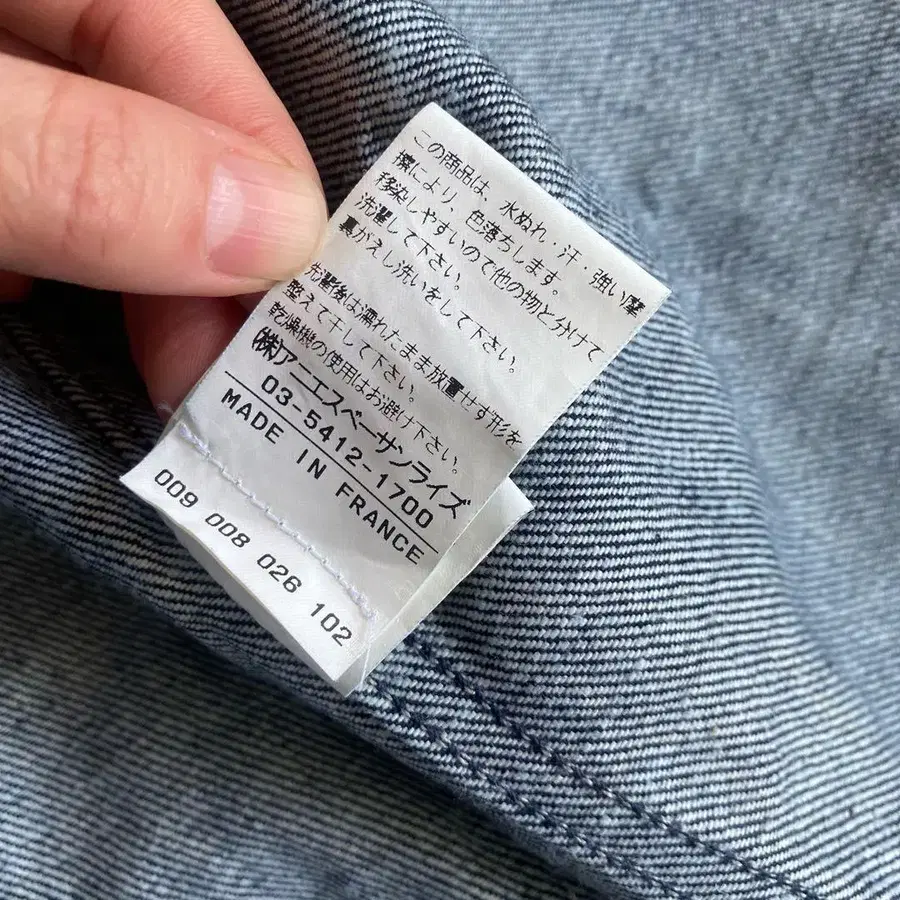 この商品は、水ぬれ・汗・強い摩
擦により、色落ちします。
移染しやすいので他の物と分けて
洗濯して下さい。
裏がえし洗いをして下さい。
洗濯後は濡れたまま放置せず形を
整えて干して下さい。
乾燥機の使用はお避け下さい。
(株)アニエスベーサンライズ
03-5412-1700
MADE IN FRANCE
009 008 026 102